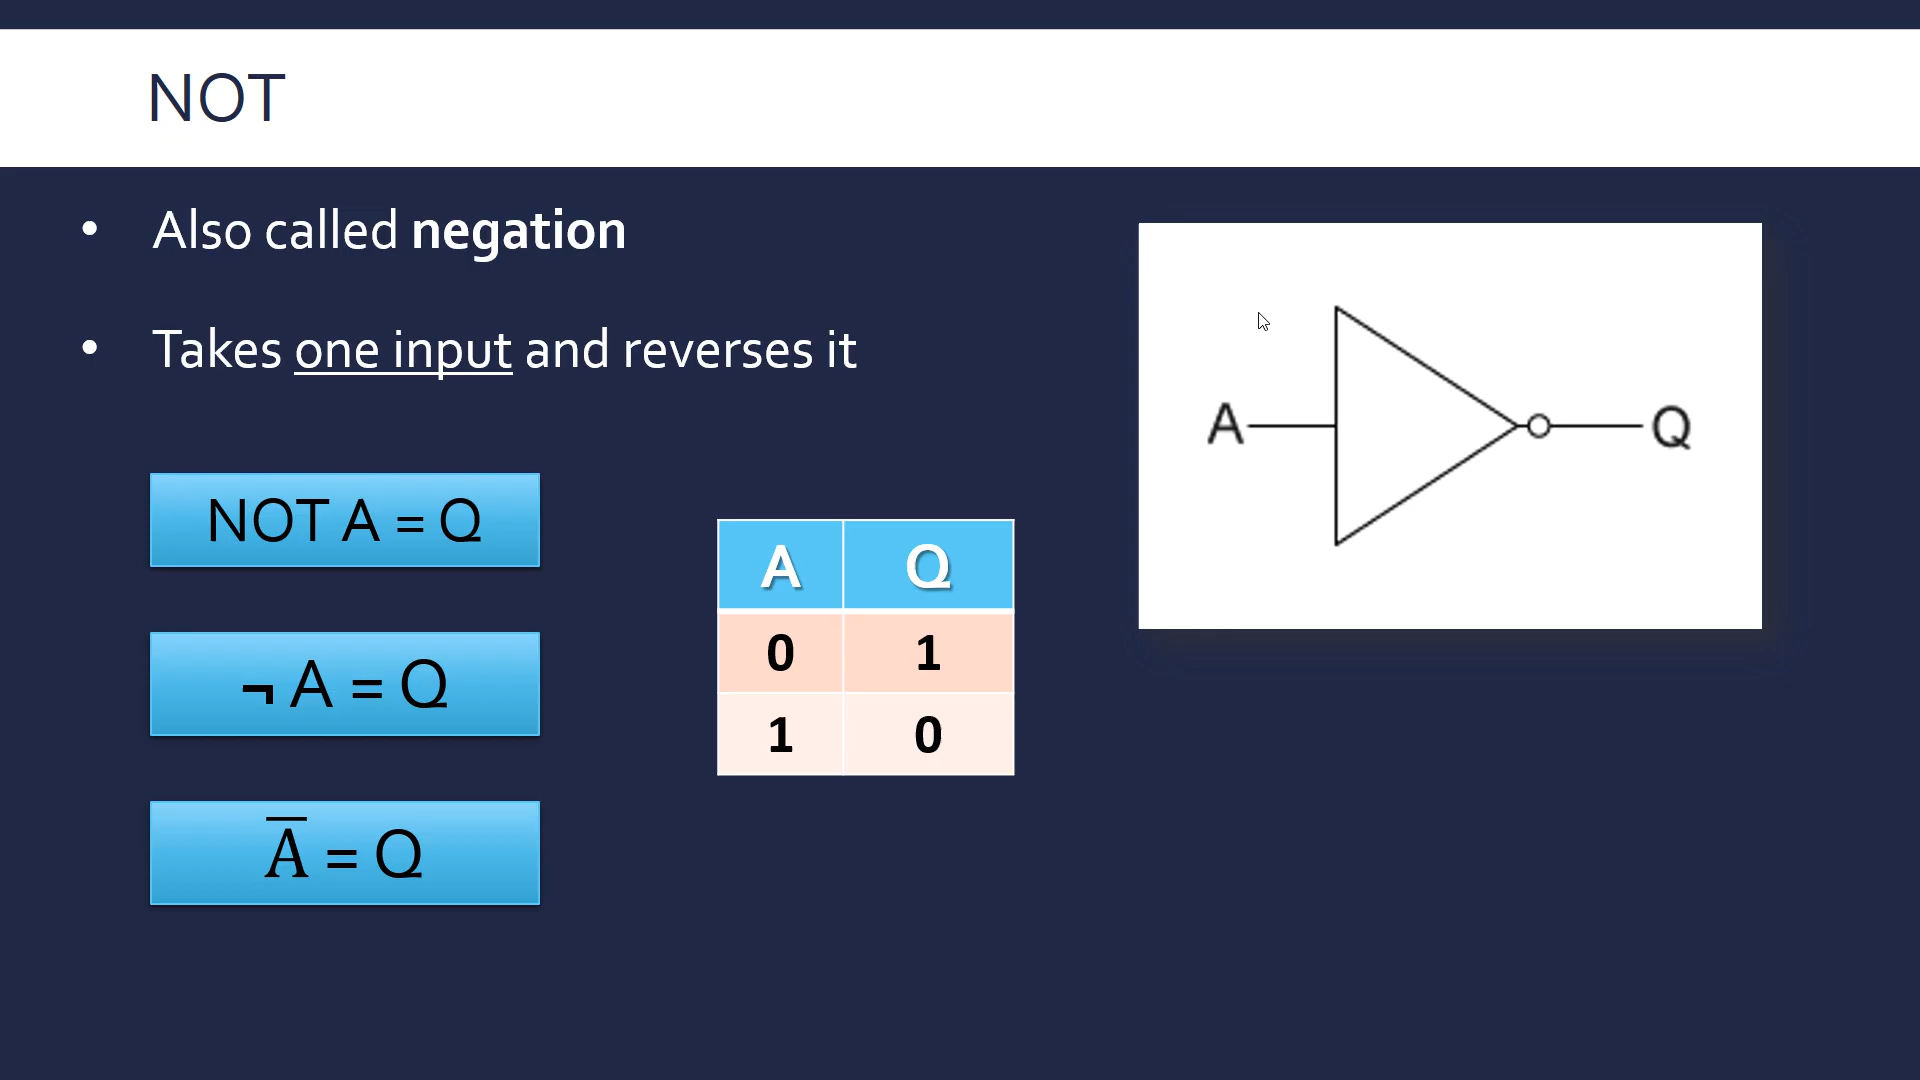 NOT
• Also called negation
• Takes one input and reverses it
NOT A = Q
¬ A = Q
A̅ = Q
A Q
0 1
1 0
A Q